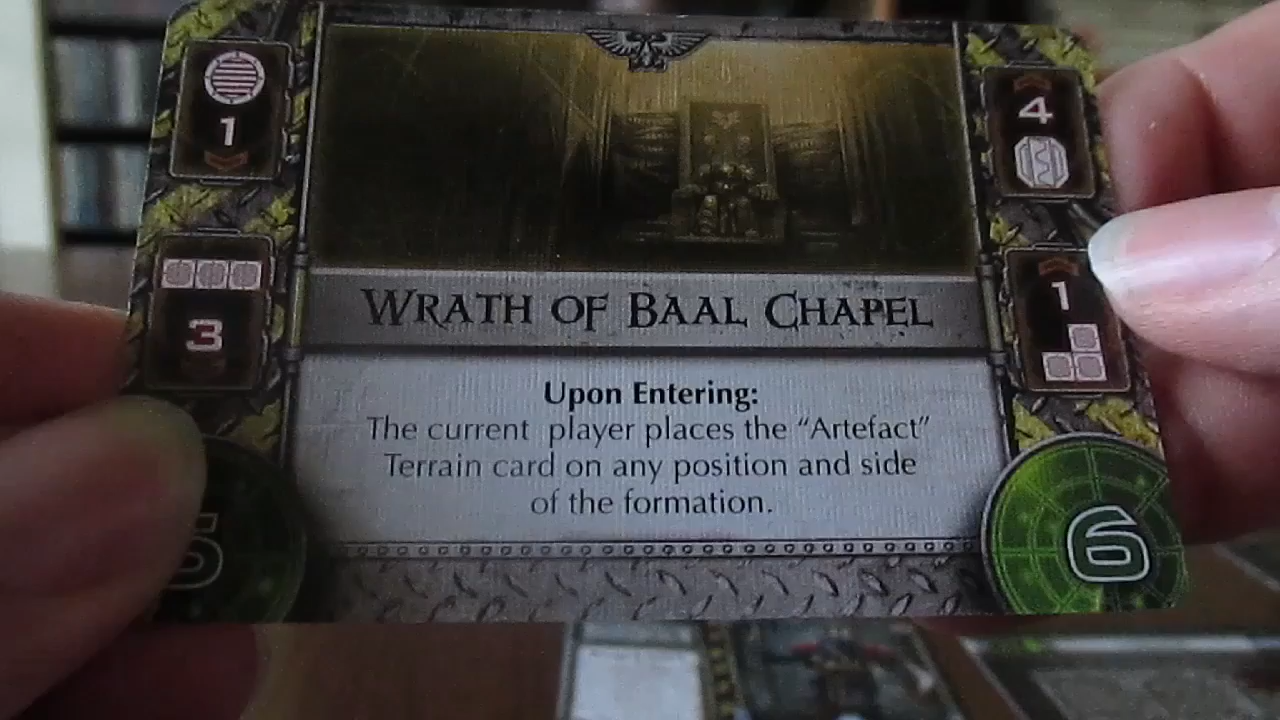 1
4
3
1
WRATH OF BAAL CHAPEL
Upon Entering:
The current player places the “Artefact”
Terrain card on any position and side
of the formation.
6